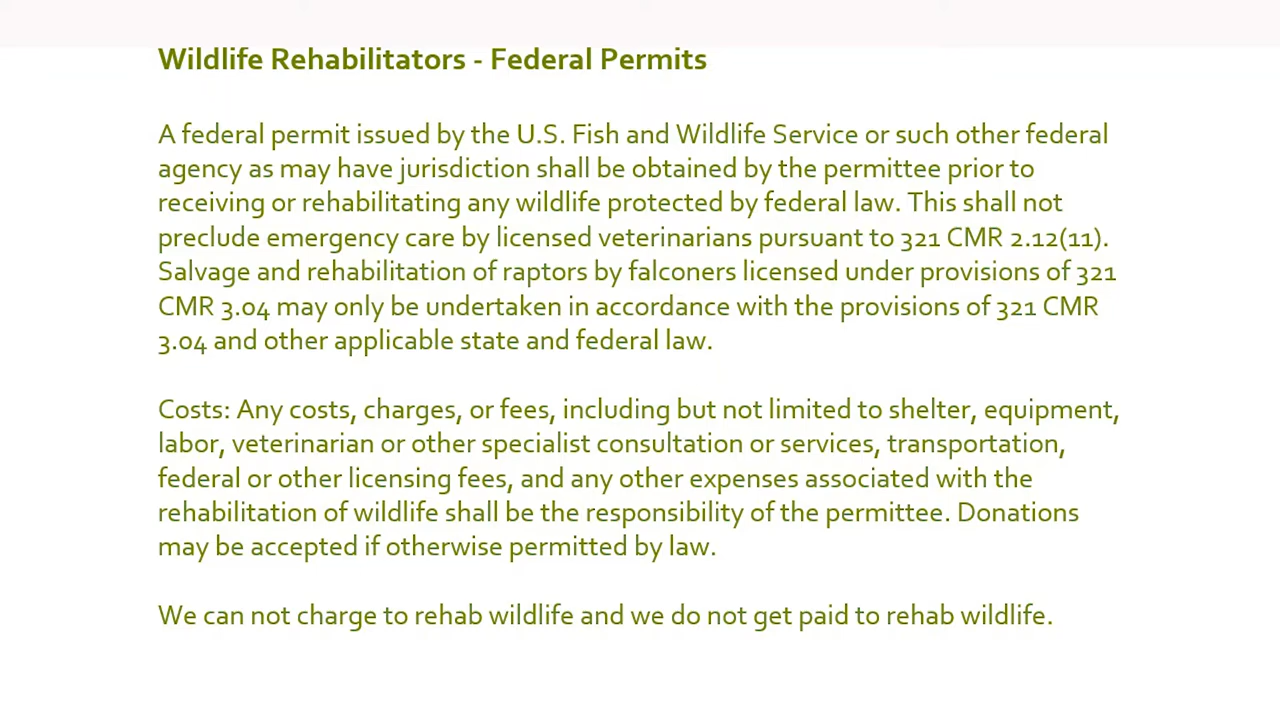 Wildlife Rehabilitators - Federal Permits
A federal permit issued by the U.S. Fish and Wildlife Service or such other federal
agency as may have jurisdiction shall be obtained by the permittee prior to
receiving or rehabilitating any wildlife protected by federal law. This shall not
preclude emergency care by licensed veterinarians pursuant to 321 CMR 2.12(11).
Salvage and rehabilitation of raptors by falconers licensed under provisions of 321
CMR 3.04 may only be undertaken in accordance with the provisions of 321 CMR
3.04 and other applicable state and federal law.
Costs: Any costs, charges, or fees, including but not limited to shelter, equipment,
labor, veterinarian or other specialist consultation or services, transportation,
federal or other licensing fees, and any other expenses associated with the
rehabilitation of wildlife shall be the responsibility of the permittee. Donations
may be accepted if otherwise permitted by law.
We can not charge to rehab wildlife and we do not get paid to rehab wildlife.